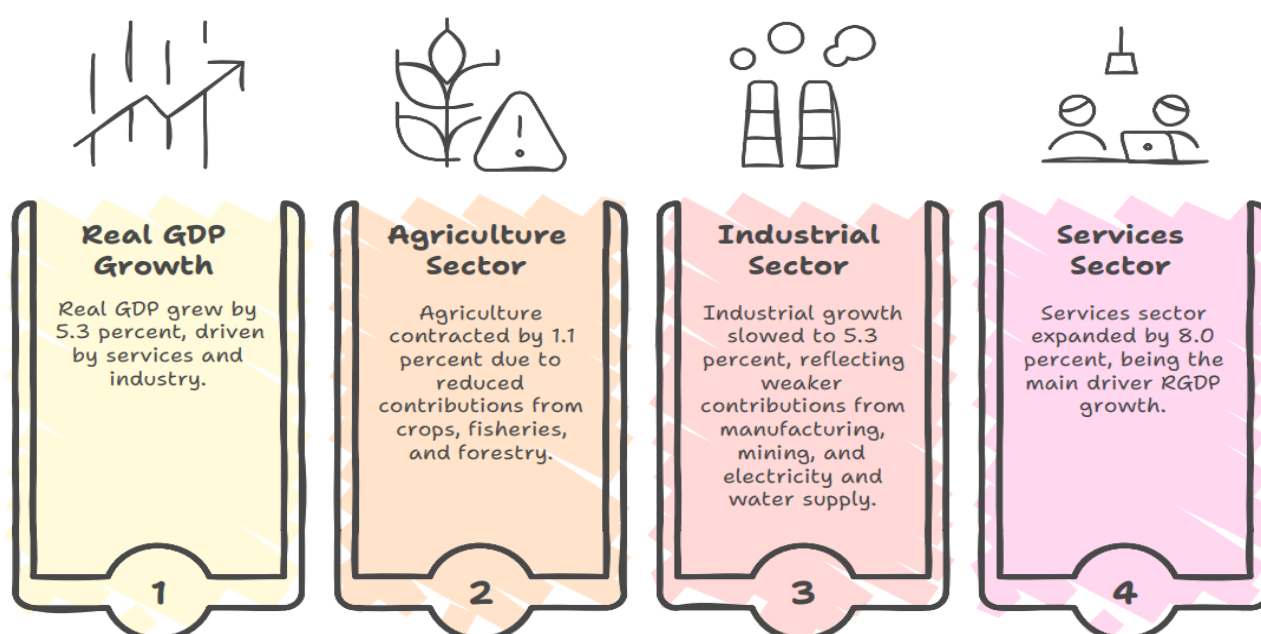 Real GDP
Growth
Real GDP grew by
5.3 percent, driven
by services and
industry.
1
Agriculture
Sector
Agriculture
contracted by 1.1
percent due to
reduced
contributions from
crops, fisheries,
and forestry.
2
Industrial
Sector
Industrial growth
slowed to 5.3
percent, reflecting
weaker
contributions from
manufacturing,
mining, and
electricity and
water supply.
3
Services
Sector
Services sector
expanded by 8.0
percent, being the
main driver RGDP
growth.
4